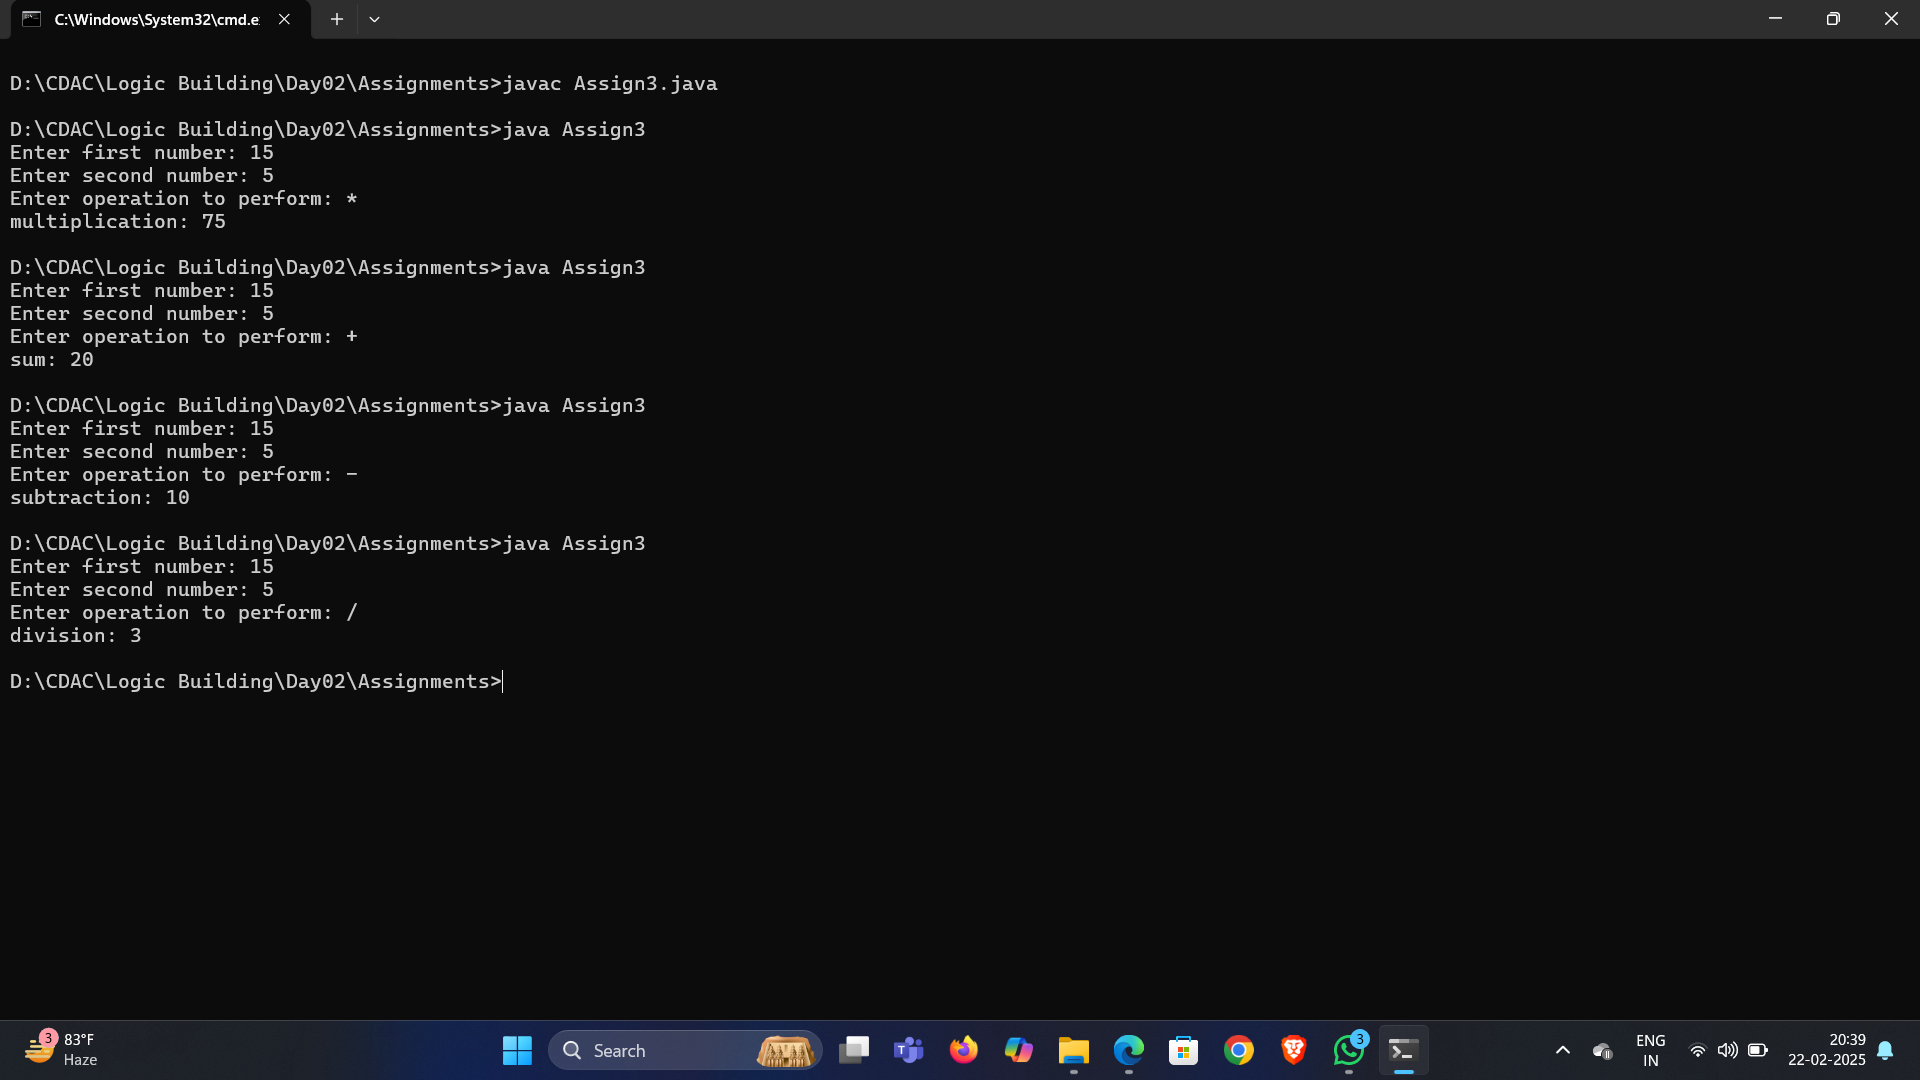 C:\Windows\System32\cmd.e
D:\CDAC\Logic Building\Day02\Assignments>javac Assign3.java
D:\CDAC\Logic Building\Day02\Assignments>java Assign3
Enter first number: 15
Enter second number: 5
Enter operation to perform: *
multiplication: 75
D:\CDAC\Logic Building\Day02\Assignments>java Assign3
Enter first number: 15
Enter second number: 5
Enter operation to perform: +
sum: 20
D:\CDAC\Logic Building\Day02\Assignments>java Assign3
Enter first number: 15
Enter second number: 5
Enter operation to perform: -
subtraction: 10
D:\CDAC\Logic Building\Day02\Assignments>java Assign3
Enter first number: 15
Enter second number: 5
Enter operation to perform: /
division: 3
D:\CDAC\Logic Building\Day02\Assignments>
3
83°F
Haze
Search
3
ENG
IN
20:39
22-02-2025